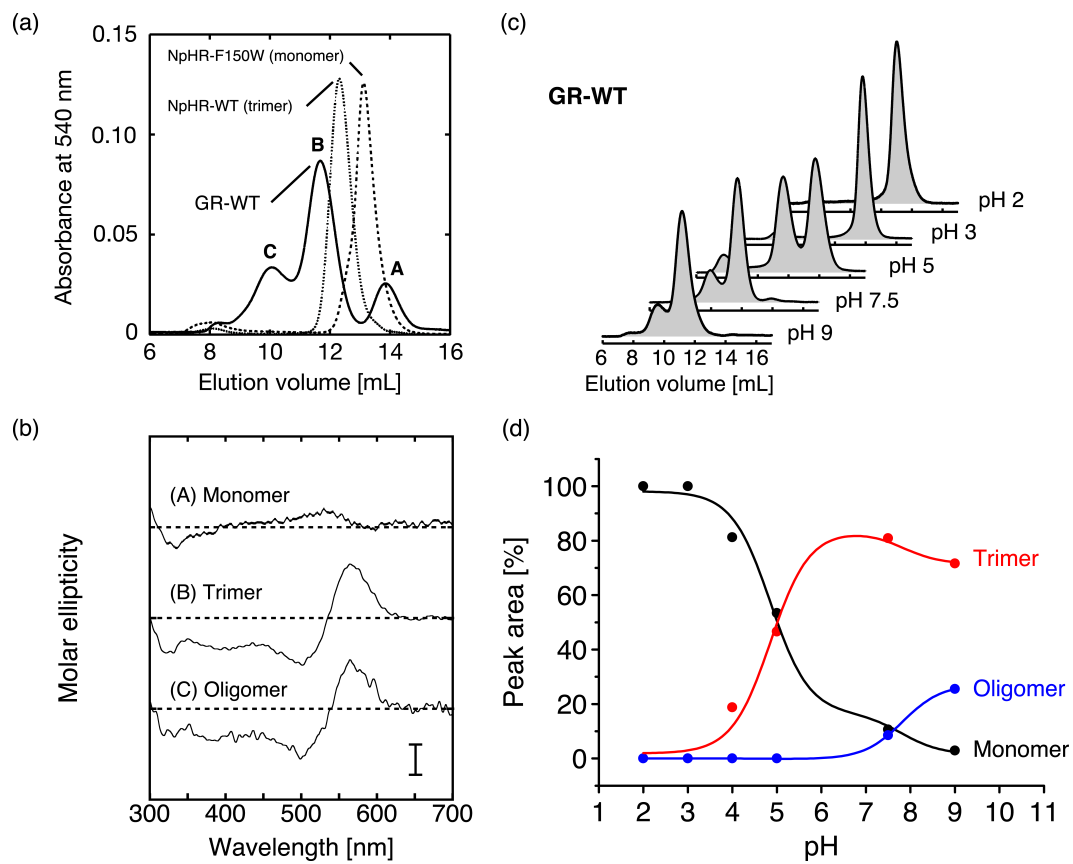 (a)
Absorbance at 540 nm
0.15
0.10
0.05
0
NpHR-F150W (monomer)
NpHR-WT (trimer)
B
GR-WT
C
A
6 8 10 12 14 16
Elution volume [mL]
(c)
GR-WT
pH 2
pH 3
pH 5
pH 7.5
pH 9
6 8 10 12 14 16
Elution volume [mL]
(b)
Molar ellipticity
(A) Monomer
(B) Trimer
(C) Oligomer
300 400 500 600 700
Wavelength [nm]
(d)
Peak area [%]
100
80
60
40
20
0
Trimer
Oligomer
Monomer
1 2 3 4 5 6 7 8 9 10 11
pH